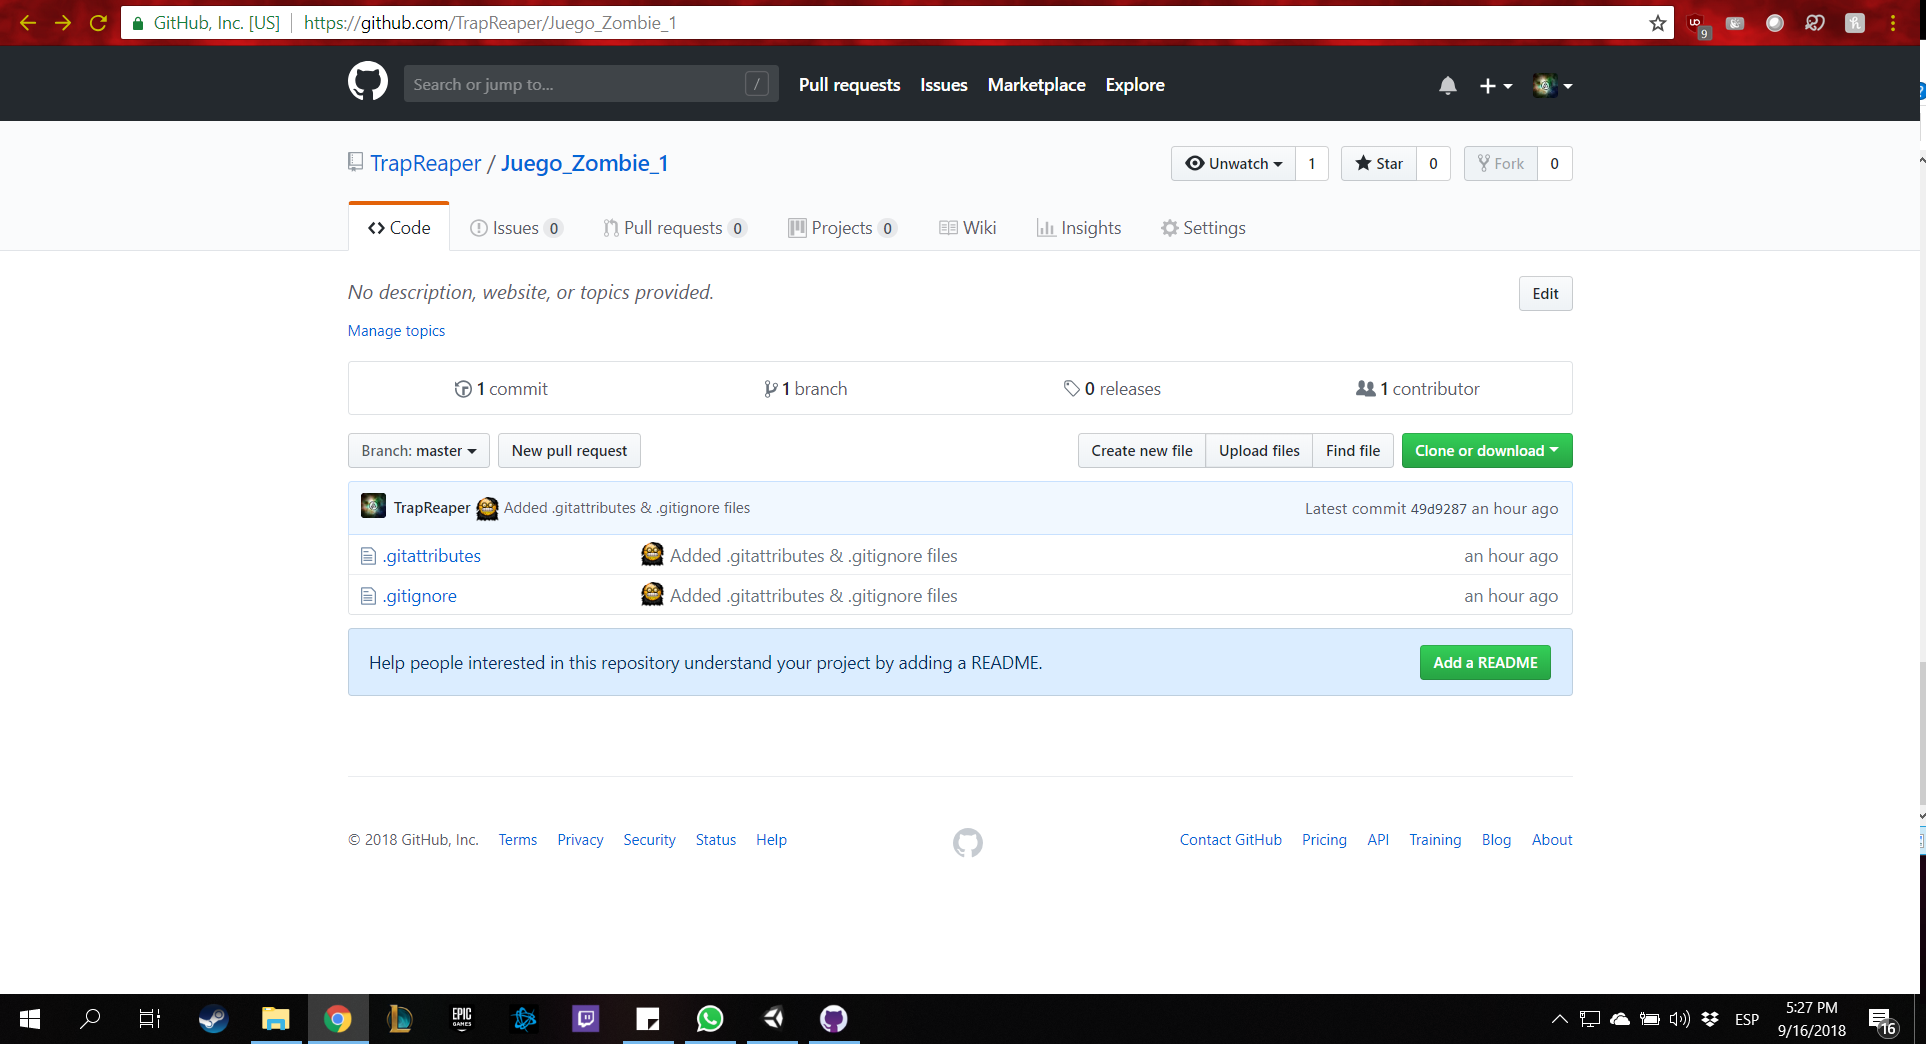 GitHub, Inc. [US] https://github.com/TrapReaper/Juego_Zombie_1
9
Search or jump to... / Pull requests Issues Marketplace Explore
TrapReaper / Juego_Zombie_1 Unwatch 1 Star 0 Fork 0
Code Issues 0 Pull requests 0 Projects 0 Wiki Insights Settings
No description, website, or topics provided. Edit
Manage topics
1 commit 1 branch 0 releases 1 contributor
Branch: master New pull request Create new file Upload files Find file Clone or download
TrapReaper Added .gitattributes & .gitignore files Latest commit 49d9287 an hour ago
.gitattributes Added .gitattributes & .gitignore files an hour ago
.gitignore Added .gitattributes & .gitignore files an hour ago
Help people interested in this repository understand your project by adding a README. Add a README
© 2018 GitHub, Inc. Terms Privacy Security Status Help Contact GitHub Pricing API Training Blog About
EPIC GAMES
ESP
5:27 PM
9/16/2018
16